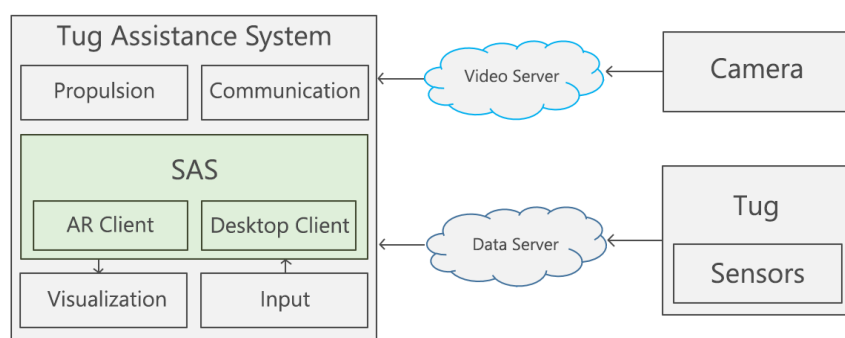 Tug Assistance System
Propulsion
Communication
SAS
AR Client
Desktop Client
Visualization
Input
Video Server
Camera
Data Server
Tug
Sensors